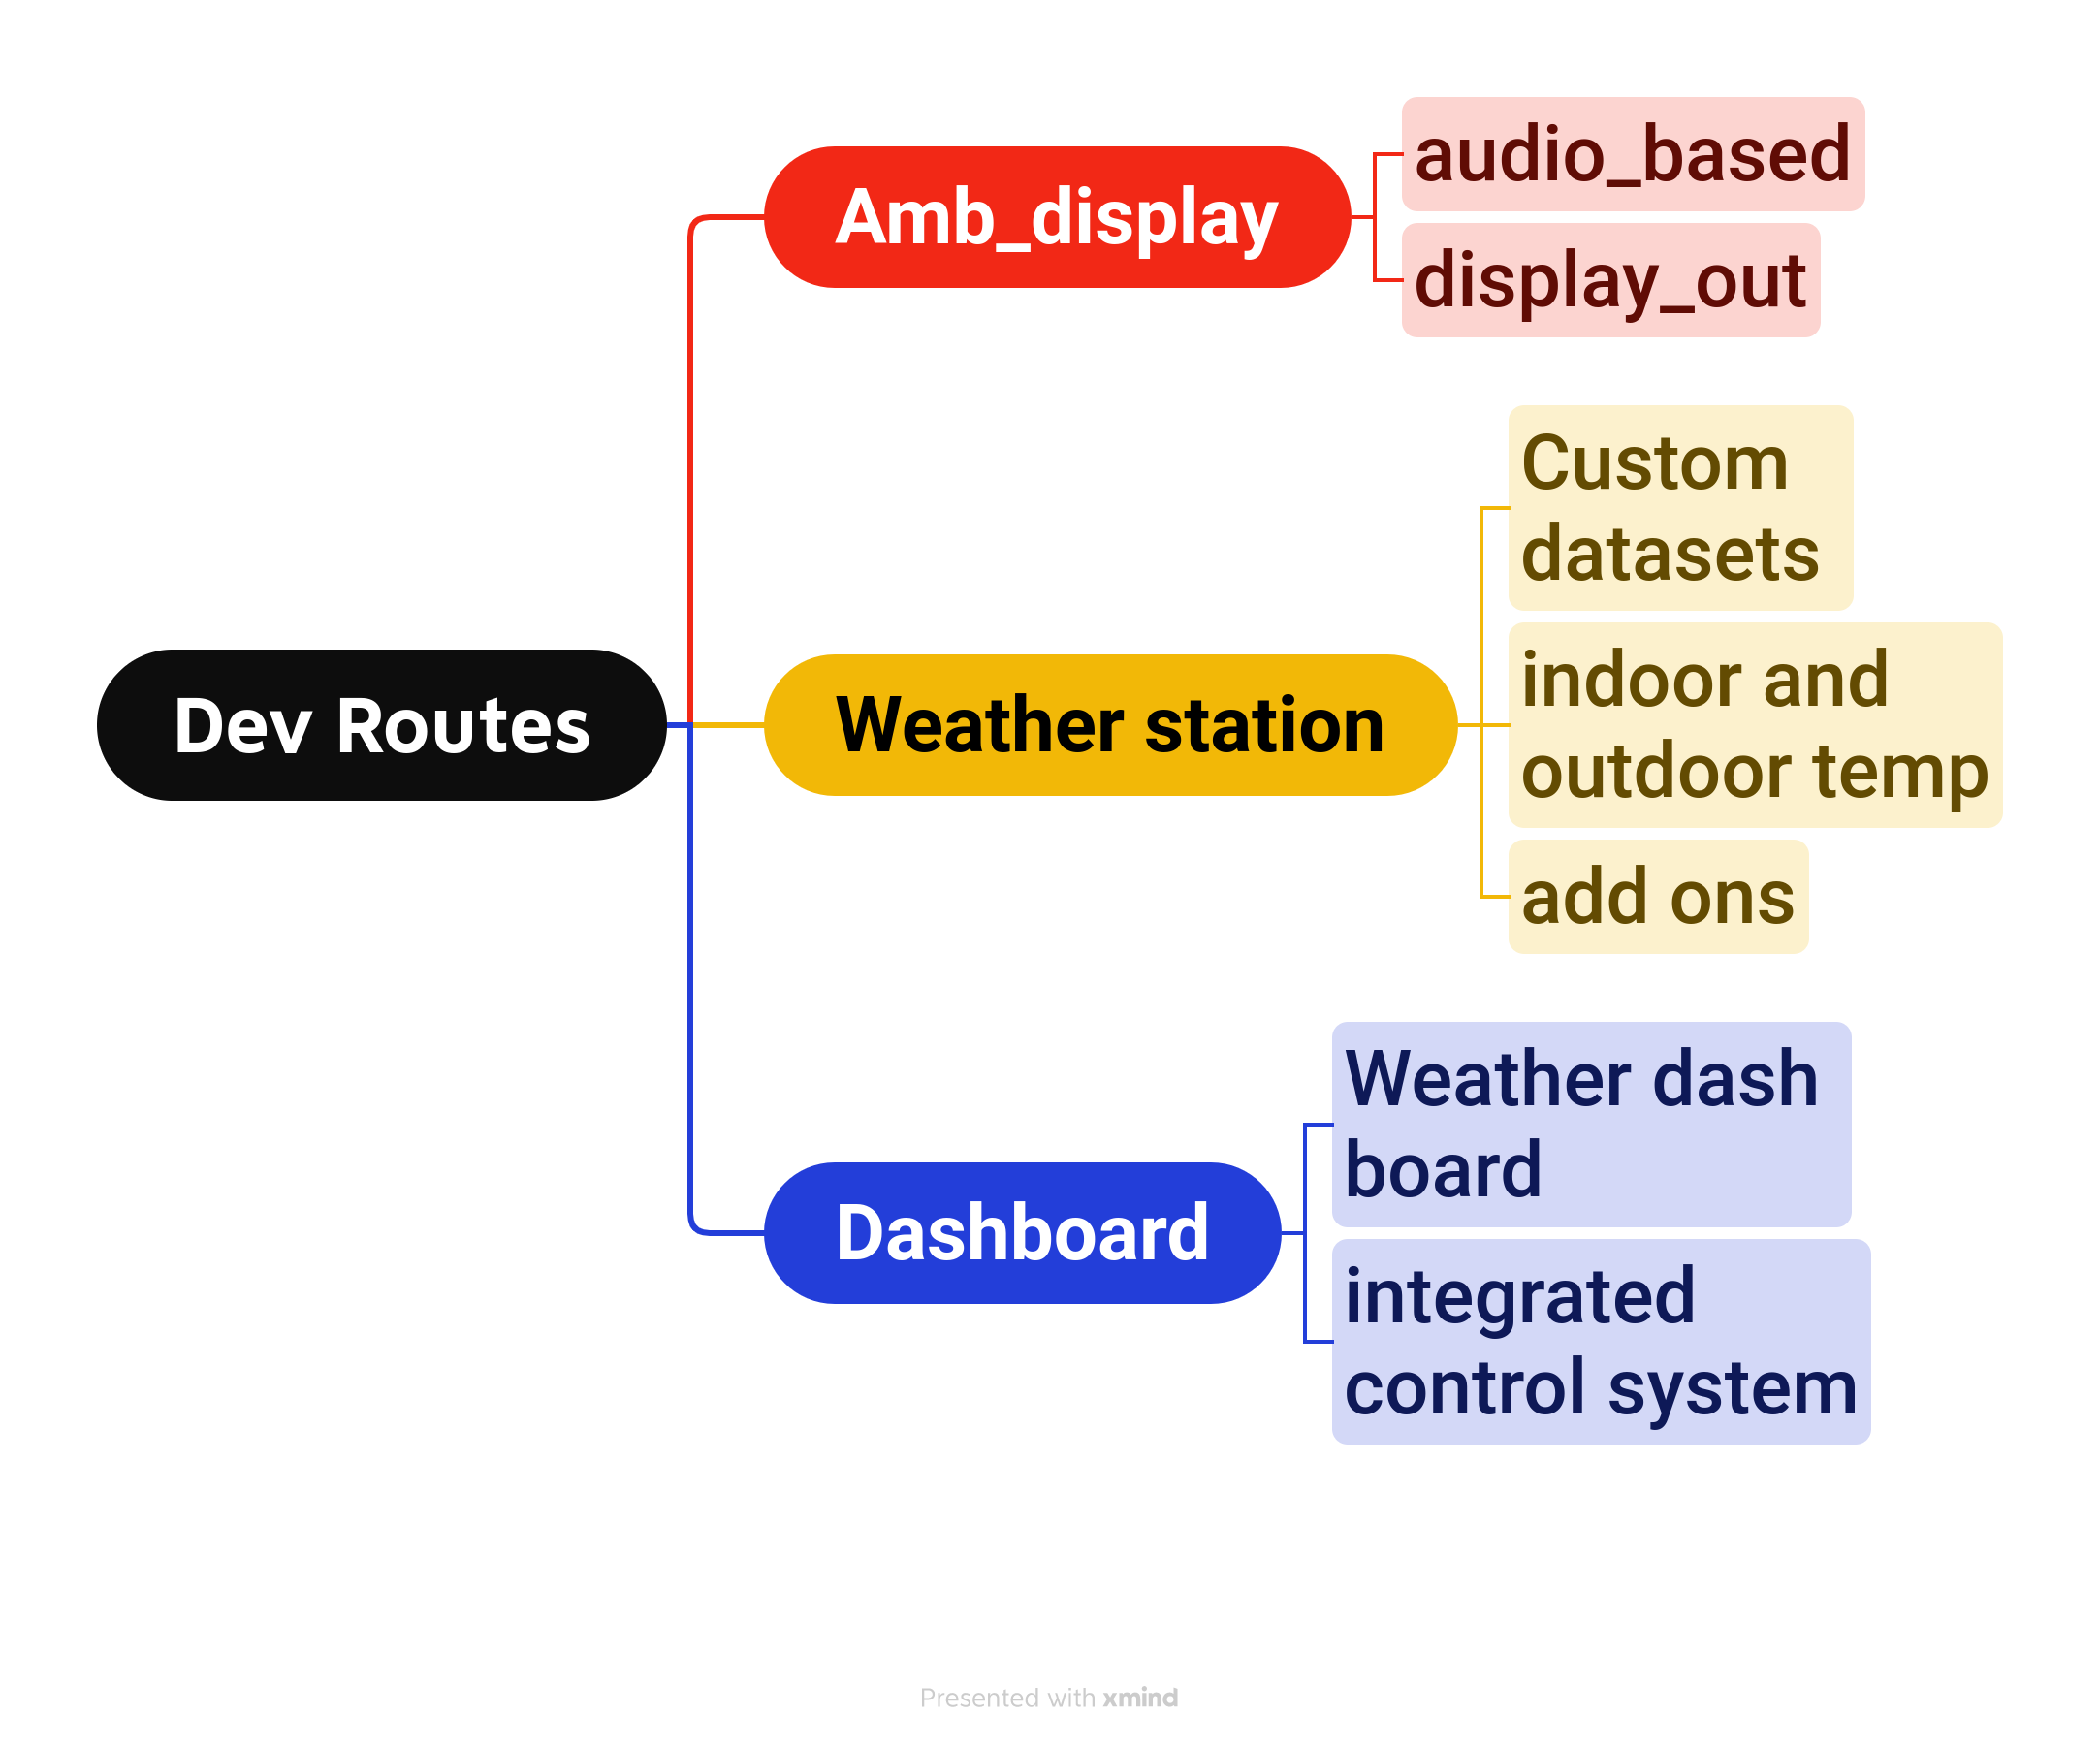 Dev Routes
Amb_display
audio_based
display_out
Weather station
Custom
datasets
indoor and
outdoor temp
add ons
Dashboard
Weather dash
board
integrated
control system
Presented with xmind